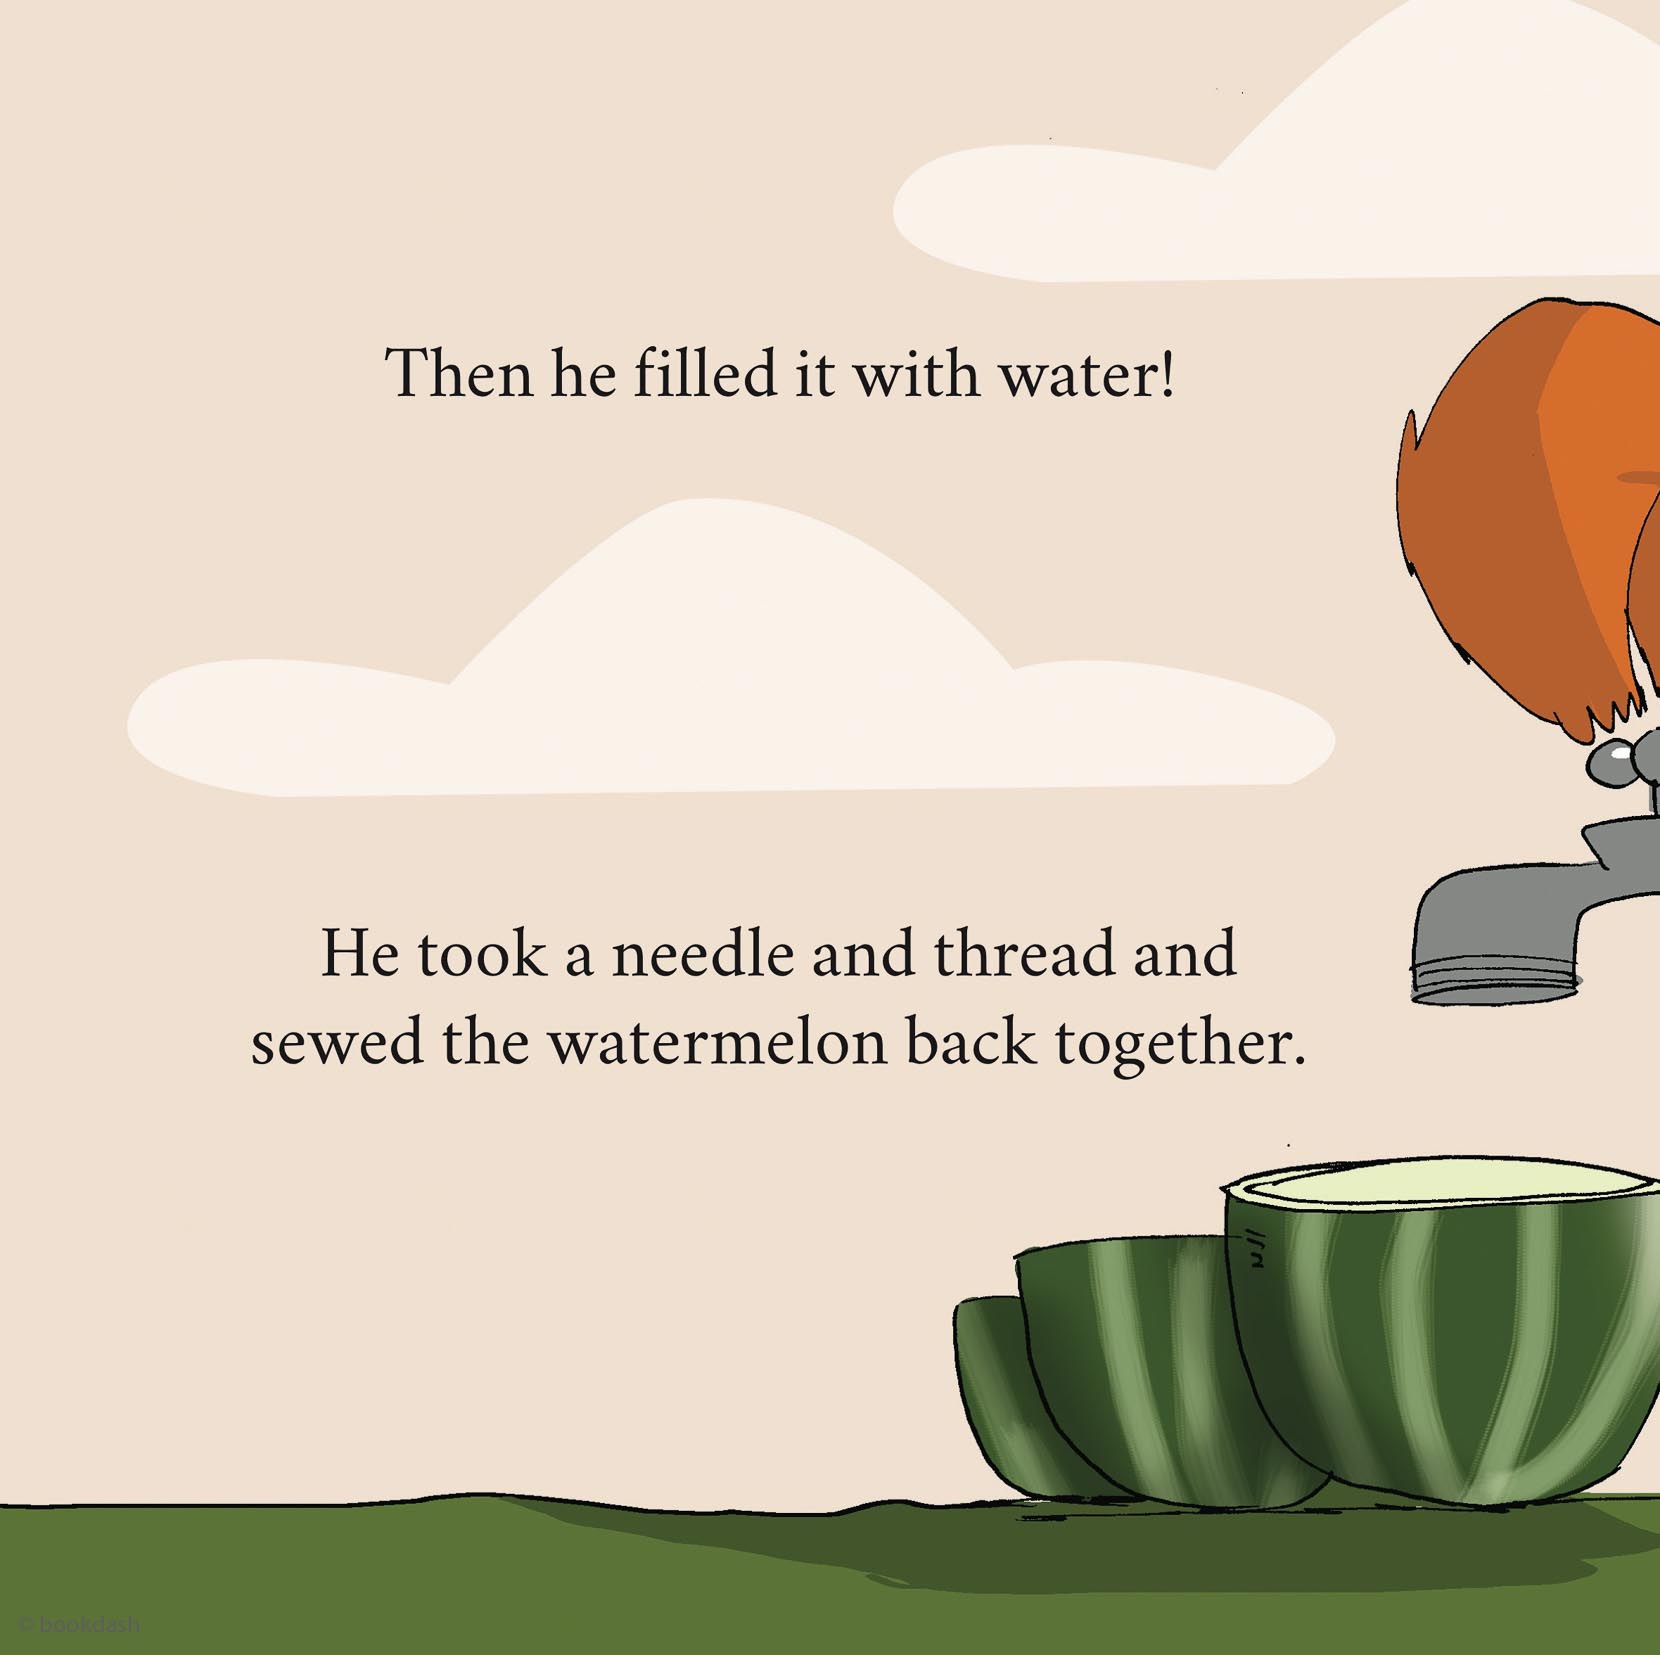 Then he filled it with water!
He took a needle and thread and
sewed the watermelon back together.
© bookdash